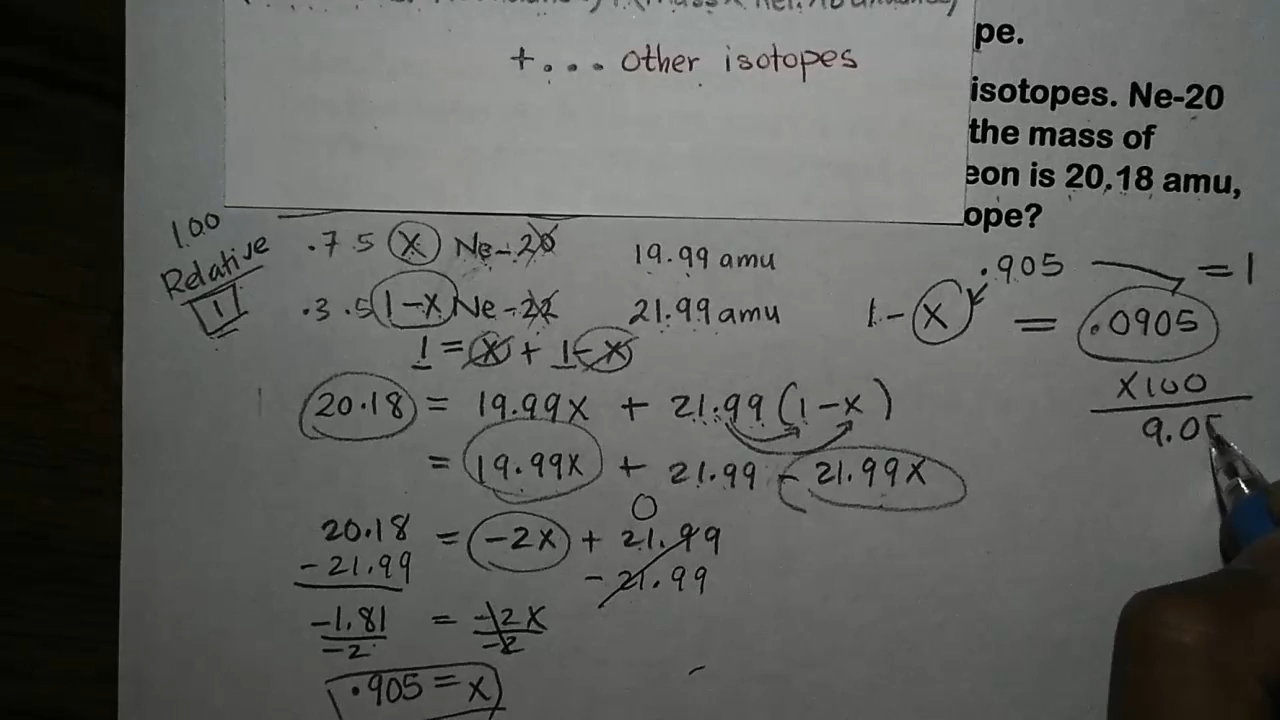 +... other isotopes
pe.
isotopes. Ne-20
the mass of
eon is 20.18 amu,
ope?
1.00
Relative
1
.7 .5 x Ne-20 19.99 amu
.3 .5 1-x Ne-22 21.99 amu
1 = x + 1-x
20.18 = 19.99x + 21.99(1-x)
= 19.99x + 21.99 - 21.99x
0
20.18 = -2x + 21.99
-21.99 -21.99
-1.81 = -2x
-2 -2
.905 = x
.905 = 1
1-x = .0905
x100
9.05